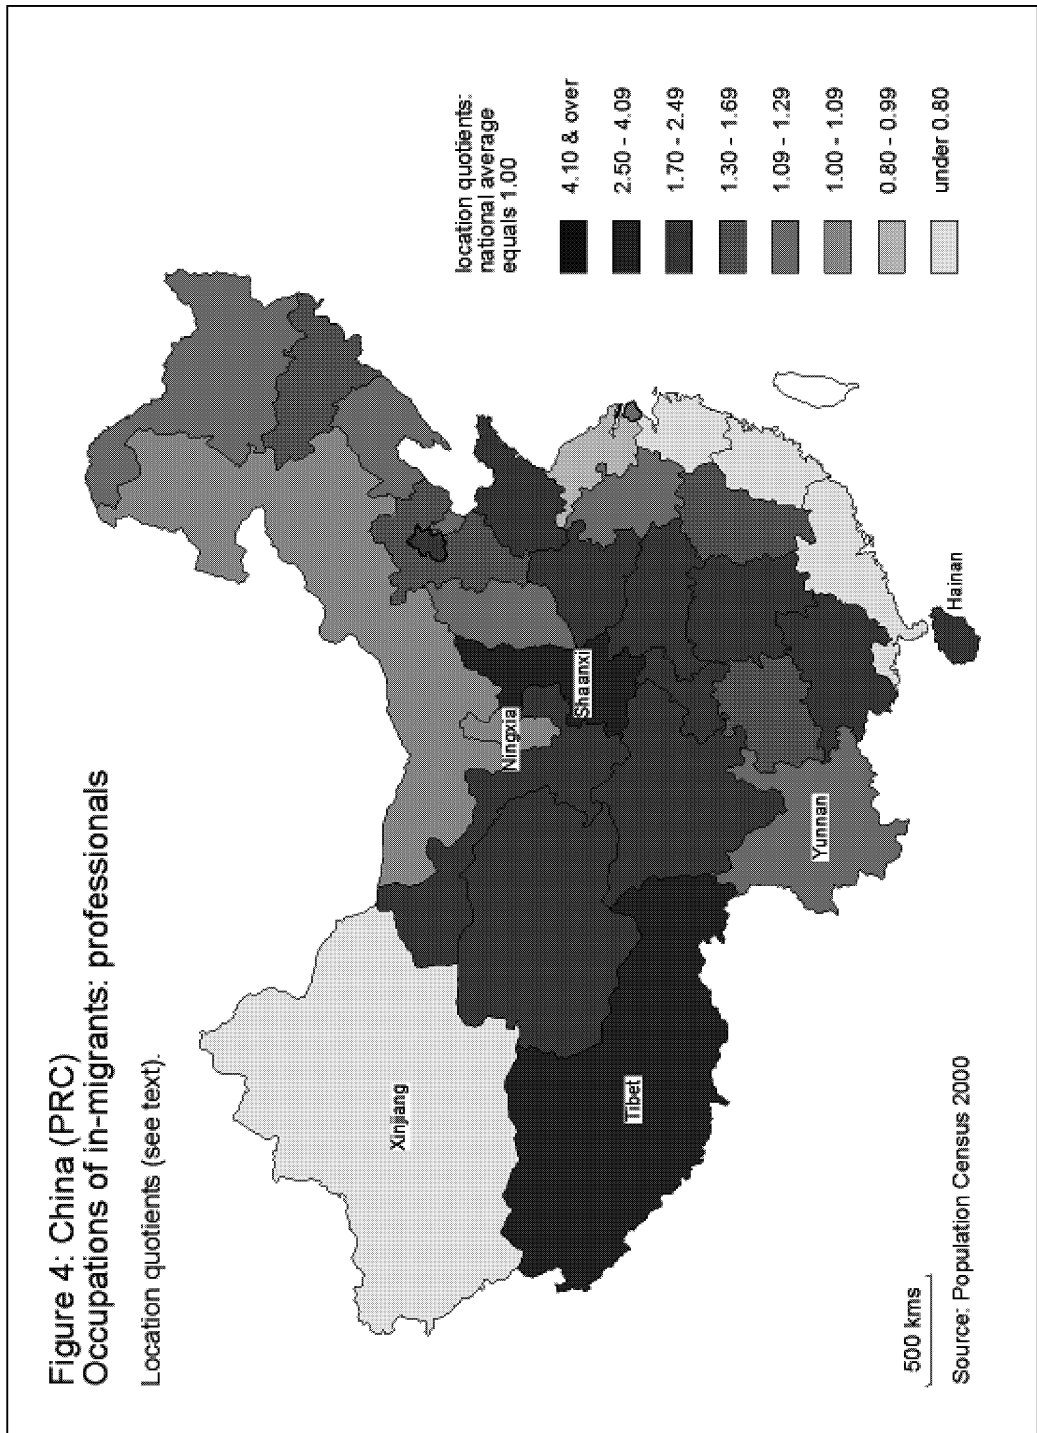 Figure 4: China (PRC)
Occupations of in-migrants: professionals
Location quotients (see text).
location quotients:
national average
equals 1.00
4.10 & over
2.50 - 4.09
1.70 - 2.49
1.30 - 1.69
1.09 - 1.29
1.00 - 1.09
0.80 - 0.99
under 0.80
Xinjiang
Tibet
Ningxia
Shaanxi
Yunnan
Hainan
500 kms
Source: Population Census 2000